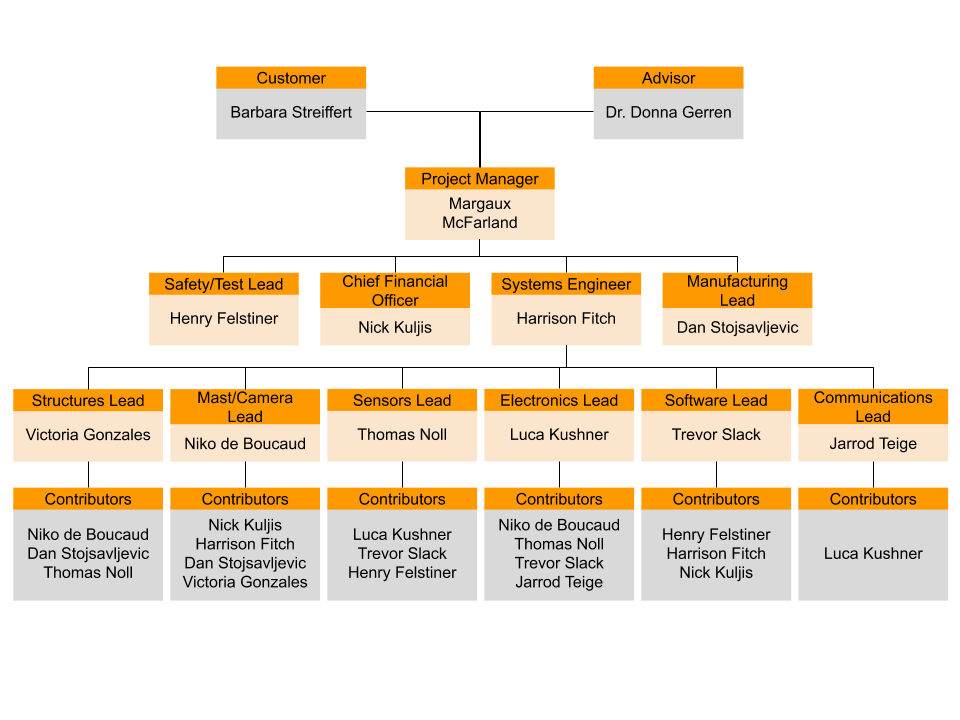 Customer
Barbara Streiffert
Advisor
Dr. Donna Gerren
Project Manager
Margaux
McFarland
Safety/Test Lead
Henry Felstiner
Chief Financial
Officer
Nick Kuljis
Systems Engineer
Harrison Fitch
Manufacturing
Lead
Dan Stojsavljevic
Structures Lead
Victoria Gonzales
Mast/Camera
Lead
Niko de Boucaud
Sensors Lead
Thomas Noll
Electronics Lead
Luca Kushner
Software Lead
Trevor Slack
Communications
Lead
Jarrod Teige
Contributors
Niko de Boucaud
Dan Stojsavljevic
Thomas Noll
Contributors
Nick Kuljis
Harrison Fitch
Dan Stojsavljevic
Victoria Gonzales
Contributors
Luca Kushner
Trevor Slack
Henry Felstiner
Contributors
Niko de Boucaud
Thomas Noll
Trevor Slack
Jarrod Teige
Contributors
Henry Felstiner
Harrison Fitch
Nick Kuljis
Contributors
Luca Kushner